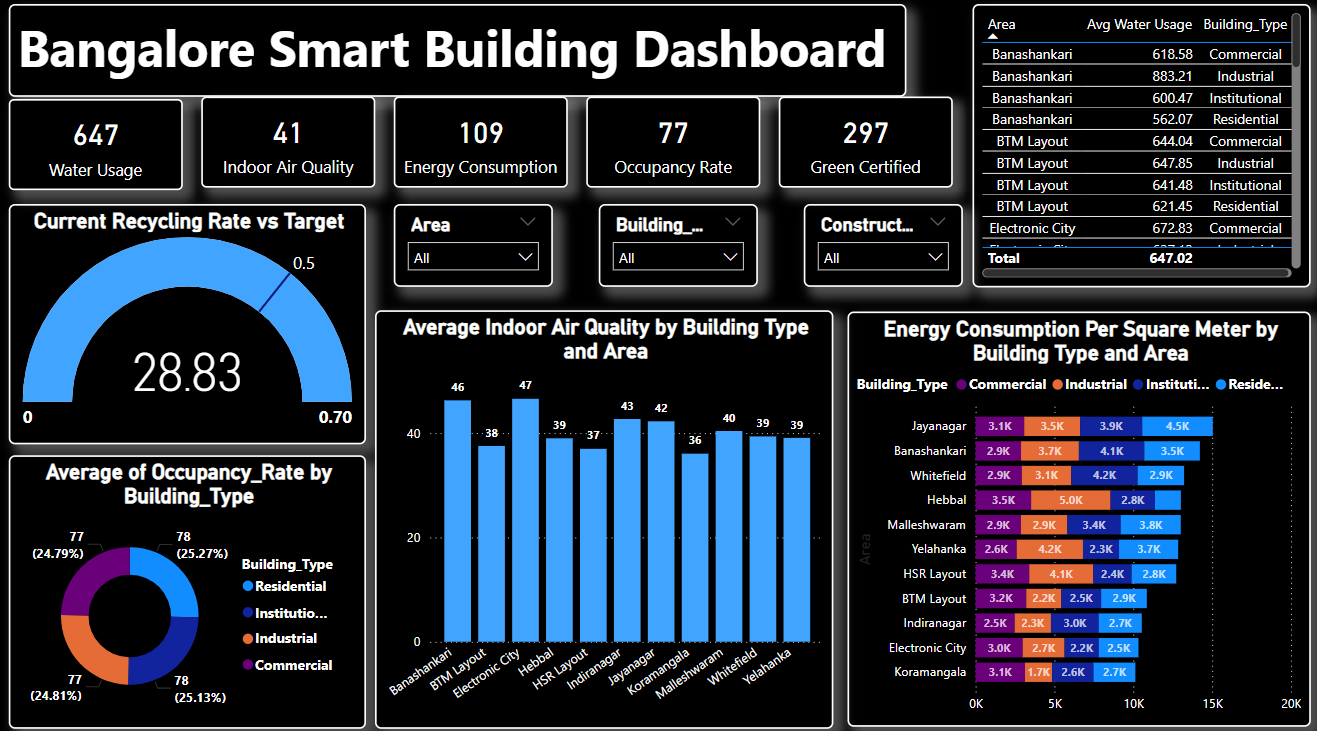 Bangalore Smart Building Dashboard
647
Water Usage
41
Indoor Air Quality
109
Energy Consumption
77
Occupancy Rate
297
Green Certified
Area Avg Water Usage Building_Type
Banashankari 618.58 Commercial
Banashankari 883.21 Industrial
Banashankari 600.47 Institutional
Banashankari 562.07 Residential
BTM Layout 644.04 Commercial
BTM Layout 647.85 Industrial
BTM Layout 641.48 Institutional
BTM Layout 621.45 Residential
Electronic City 672.83 Commercial
Total 647.02
Current Recycling Rate vs Target
0.5
28.83
0
0.70
Area
All
Building_...
All
Construct...
All
Average of Occupancy_Rate by
Building_Type
77
(24.79%)
78
(25.27%)
77
(24.81%)
78
(25.13%)
Building_Type
Residential
Institutio...
Industrial
Commercial
Average Indoor Air Quality by Building Type
and Area
40
20
0
46
38
47
39
37
43
42
36
40
39
39
Banashankari
BTM Layout
Electronic City
Hebbal
HSR Layout
Indiranagar
Jayanagar
Koramangala
Malleshwaram
Whitefield
Yelahanka
Energy Consumption Per Square Meter by
Building Type and Area
Building_Type Commercial Industrial Instituti... Reside...
Area
Jayanagar 3.1K 3.5K 3.9K 4.5K
Banashankari 2.9K 3.7K 4.1K 3.5K
Whitefield 2.9K 3.1K 4.2K 2.9K
Hebbal 3.5K 5.0K 2.8K
Malleshwaram 2.9K 2.9K 3.4K 3.8K
Yelahanka 2.6K 4.2K 2.3K 3.7K
HSR Layout 3.4K 4.1K 2.4K 2.8K
BTM Layout 3.2K 2.2K 2.5K 2.9K
Indiranagar 2.5K 2.3K 3.0K 2.7K
Electronic City 3.0K 2.7K 2.2K 2.5K
Koramangala 3.1K 1.7K 2.6K 2.7K
0K 5K 10K 15K 20K